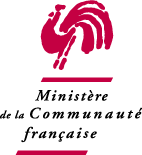 Ministère
de la Communauté
française